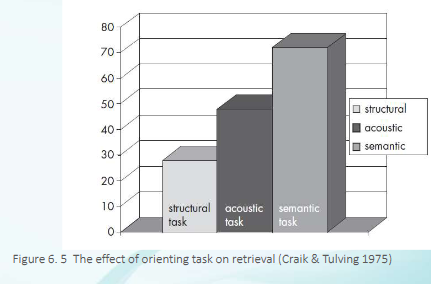 80
70
60
50
40
30
20
10
0
structural
task
acoustic
task
semantic
task
structural
acoustic
semantic
Figure 6. 5 The effect of orienting task on retrieval (Craik & Tulving 1975)